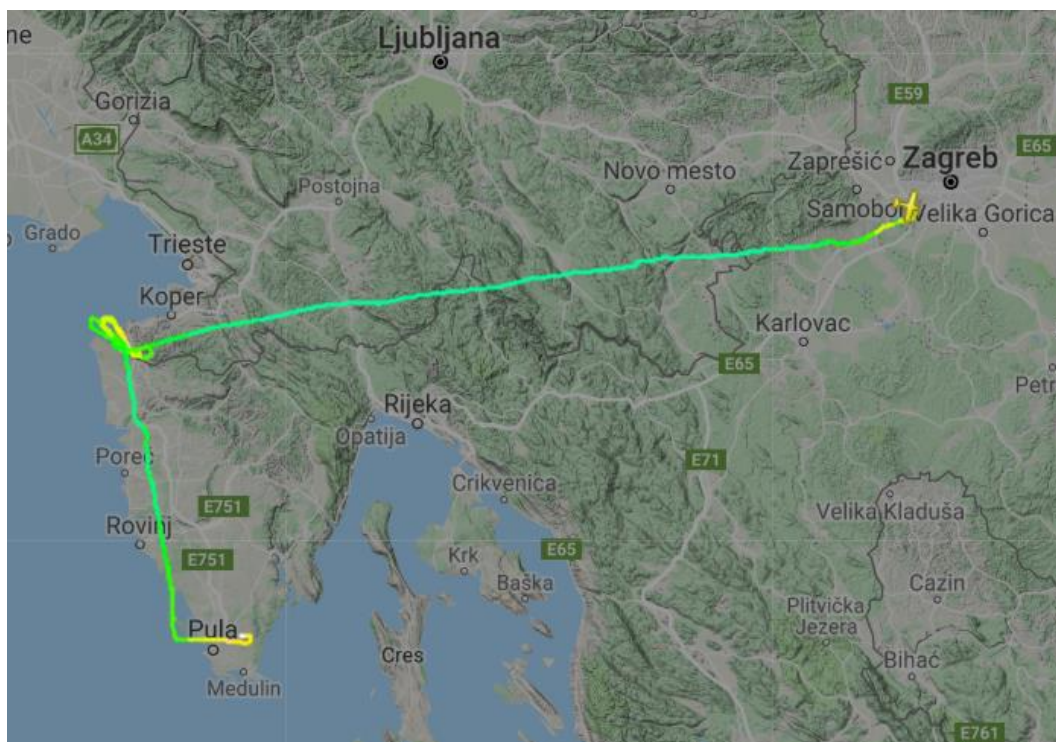 ne
Ljubljana
Gorizia
E59
A34
E65
Novo mesto
Zaprešić
Zagreb
Postojna
Samobor
Velika Gorica
Grado
Trieste
Koper
Karlovac
E65
Petr
Rijeka
Opatija
Poreč
E71
Crikvenica
E751
Velika Kladuša
Rovinj
E751
E65
Krk
Baška
Cazin
Plitvička
Jezera
Pula
Cres
Bihać
Medulin
E761